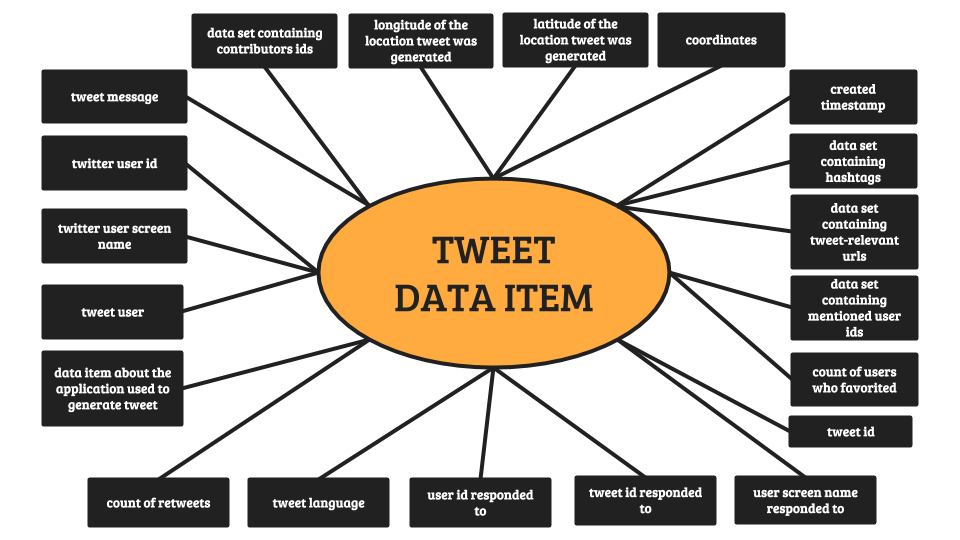 data set containing
contributors ids
longitude of the
location tweet was
generated
latitude of the
location tweet was
generated
coordinates
tweet message
created
timestamp
twitter user id
data set
containing
hashtags
twitter user screen
name
data set
containing
tweet-relevant
urls
TWEET
DATA ITEM
tweet user
data set
containing
mentioned user
ids
data item about the
application used to
generate tweet
count of users
who favorited
tweet id
count of retweets
tweet language
user id responded
to
tweet id responded
to
user screen name
responded to